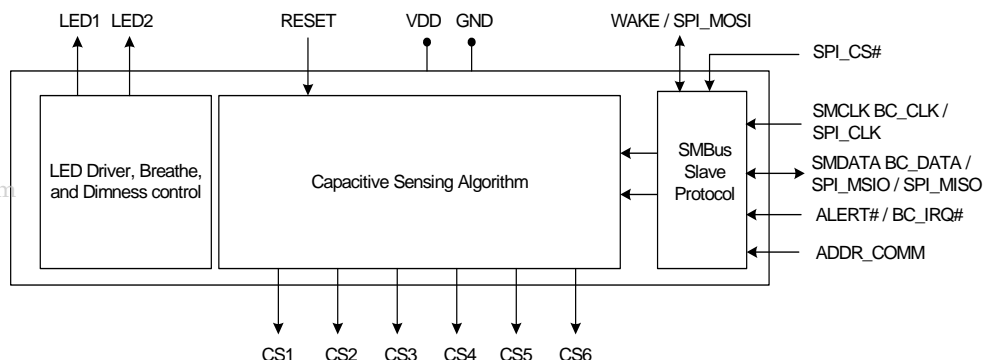 LED1 LED2 RESET VDD GND WAKE / SPI_MOSI
SPI_CS#
SMCLK BC_CLK /
SPI_CLK
SMDATA BC_DATA /
SPI_MSIO / SPI_MISO
ALERT# / BC_IRQ#
ADDR_COMM
LED Driver, Breathe,
and Dimness control
Capacitive Sensing Algorithm
SMBus
Slave
Protocol
CS1 CS2 CS3 CS4 CS5 CS6